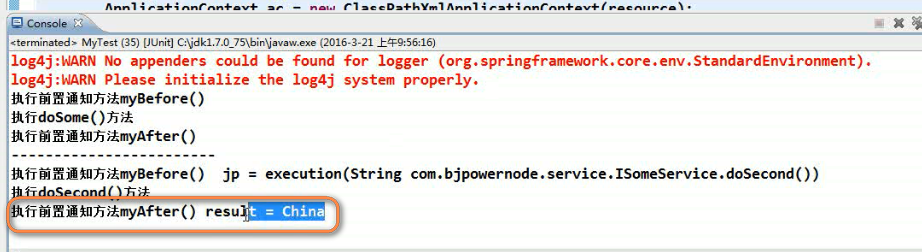 ApplicationContext ac = new ClassPathXmlApplicationContext(resource);
Console
<terminated> MyTest (35) [JUnit] C:\jdk1.7.0_75\bin\javaw.exe (2016-3-21 上午9:56:16)
log4j:WARN No appenders could be found for logger (org.springframework.core.env.StandardEnvironment).
log4j:WARN Please initialize the log4j system properly.
执行前置通知方法myBefore()
执行doSome()方法
执行前置通知方法myAfter()
------------------------
执行前置通知方法myBefore()  jp = execution(String com.bjpowernode.service.ISomeService.doSecond())
执行doSecond()方法
执行前置通知方法myAfter() result = China